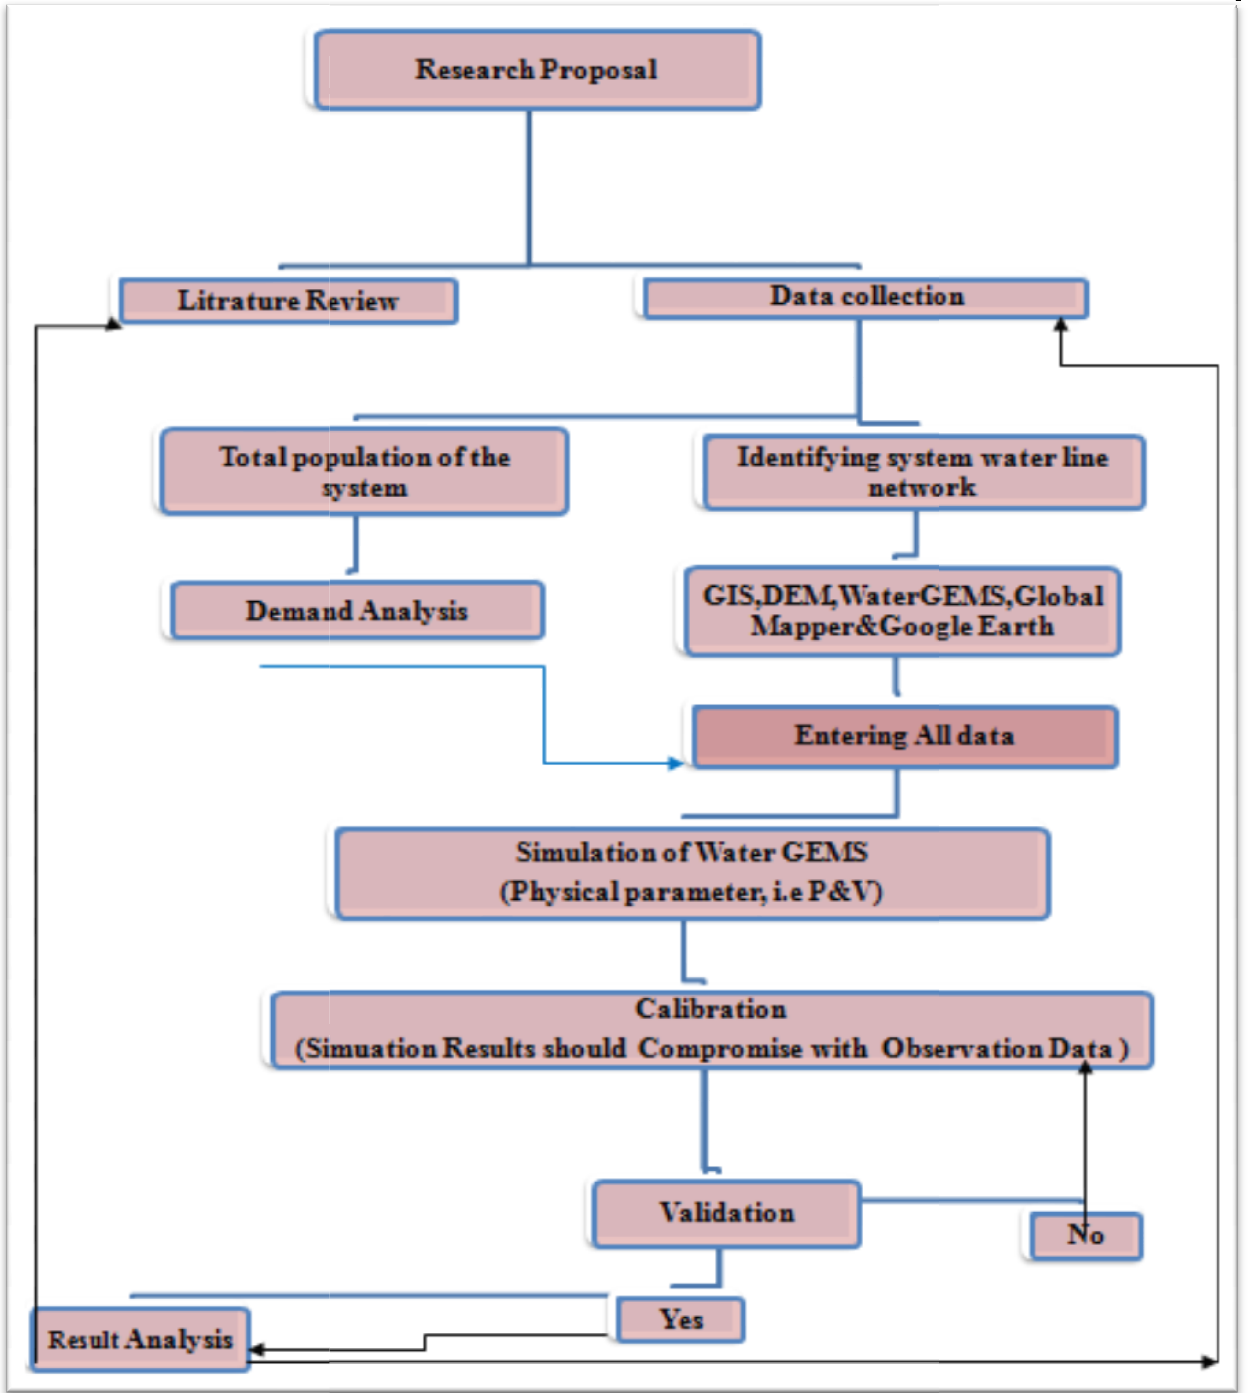 Research Proposal
Litrature Review
Data collection
Total population of the
system
Identifying system water line
network
Demand Analysis
GIS,DEM,WaterGEMS,Global
Mapper&Google Earth
Entering All data
Simulation of Water GEMS
(Physical parameter, i.e P&V)
Calibration
(Simuation Results should Compromise with Observation Data )
Validation
No
Yes
Result Analysis